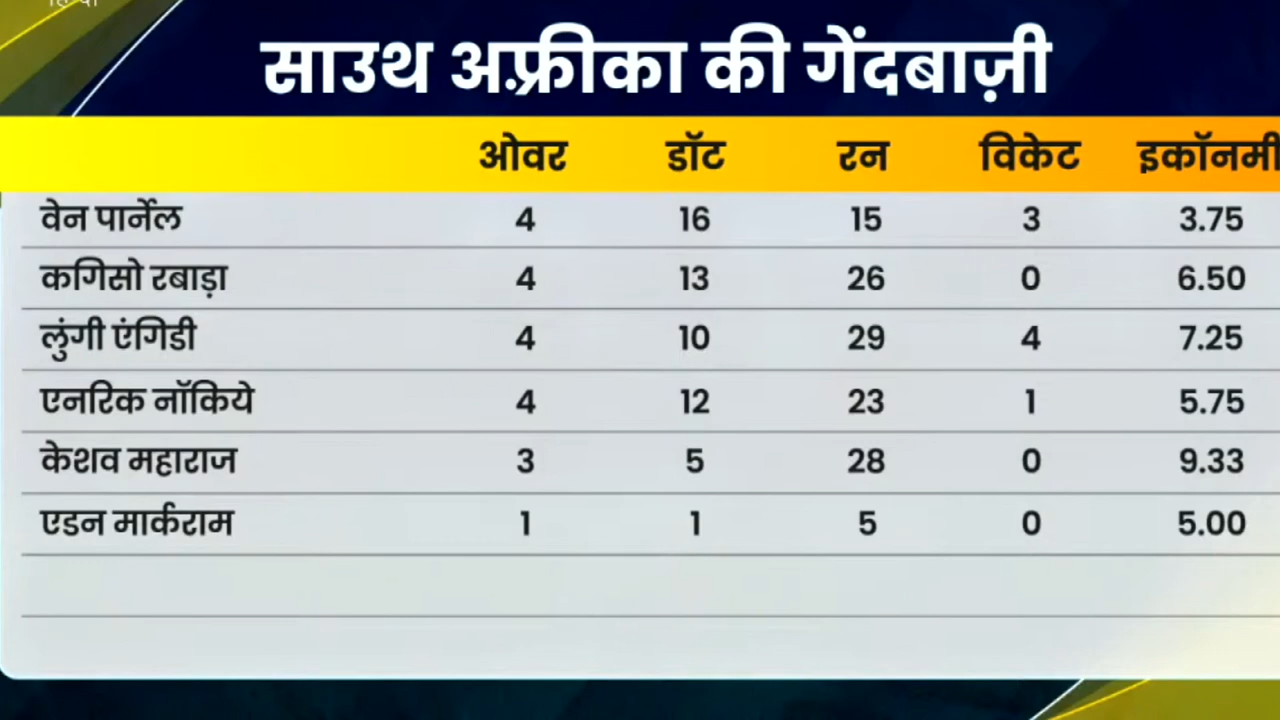 हिन्दी
साउथ अफ़्रीका की गेंदबाज़ी
ओवर डॉट रन विकेट इकॉनमी
वेन पार्नेल 4 16 15 3 3.75
कगिसो रबाड़ा 4 13 26 0 6.50
लुंगी एंगिडी 4 10 29 4 7.25
एनरिक नॉकिये 4 12 23 1 5.75
केशव महाराज 3 5 28 0 9.33
एडन मार्कराम 1 1 5 0 5.00